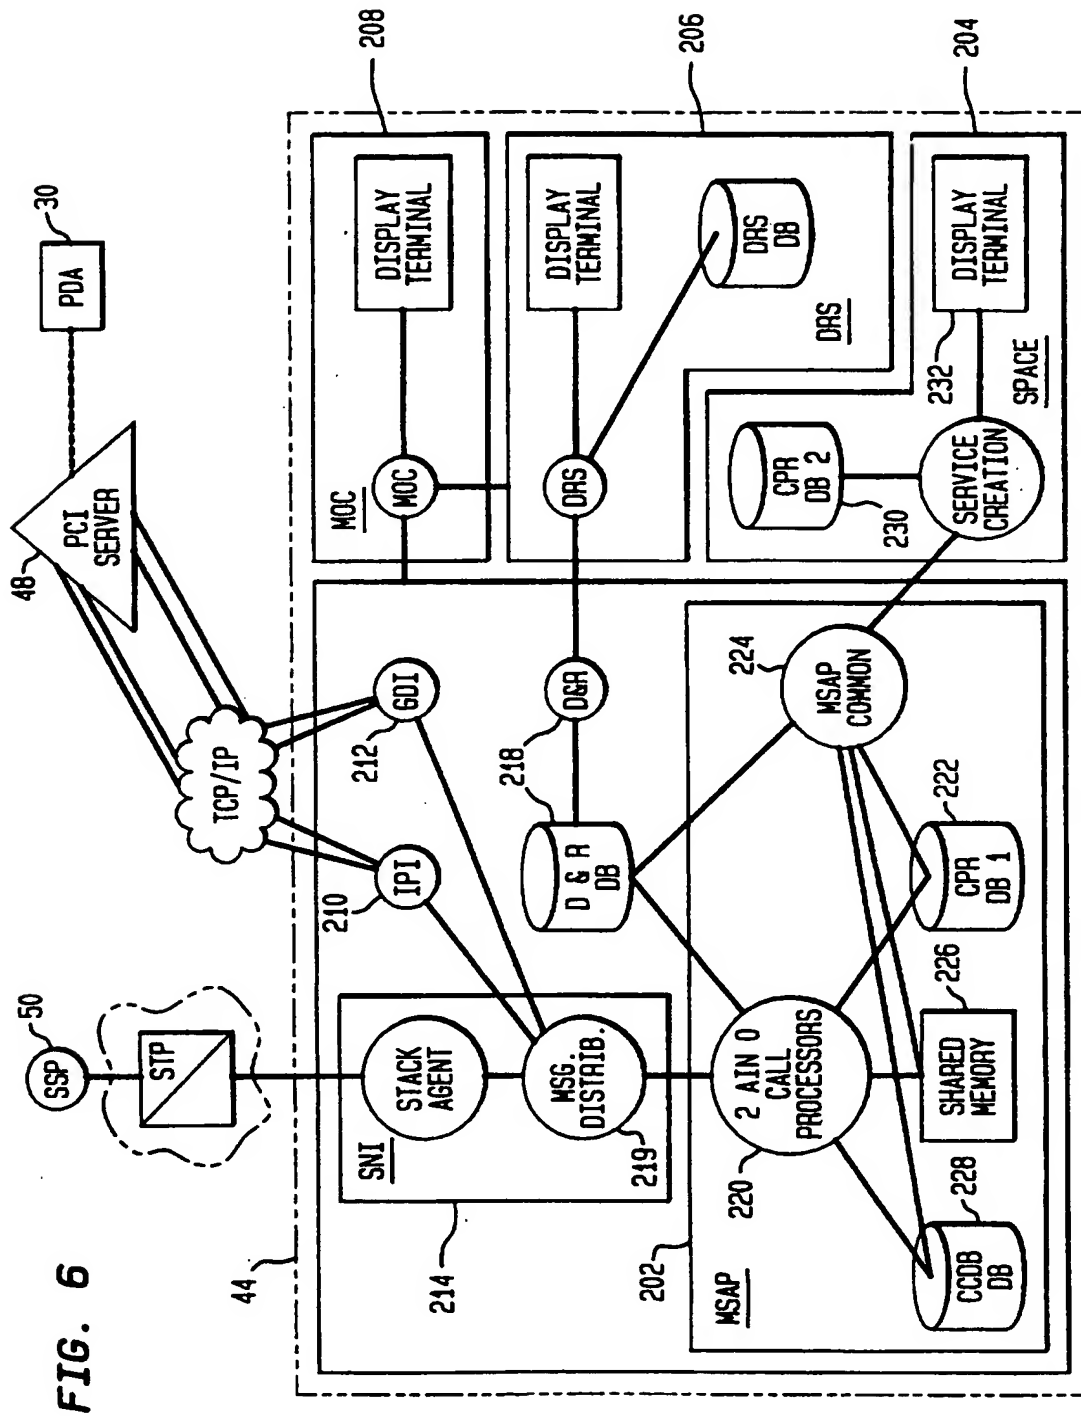 FIG. 6
50
SSP
STP
48
PCI
SERVER
30
PDA
TCP/IP
44
214
SNI
STACK
AGENT
MSG.
DISTRIB.
219
210
IPI
212
GDI
218
D & R
DB
D&R
208
MOC
MOC
DISPLAY
TERMINAL
206
DRS
DISPLAY
TERMINAL
DRS
DB
DRS
204
CPR
DB 2
230
232
DISPLAY
TERMINAL
SERVICE
CREATION
SPACE
202
MSAP
220
2 AIN 0
CALL
PROCESSORS
224
MSAP
COMMON
228
CCDB
DB
226
SHARED
MEMORY
222
CPR
DB 1